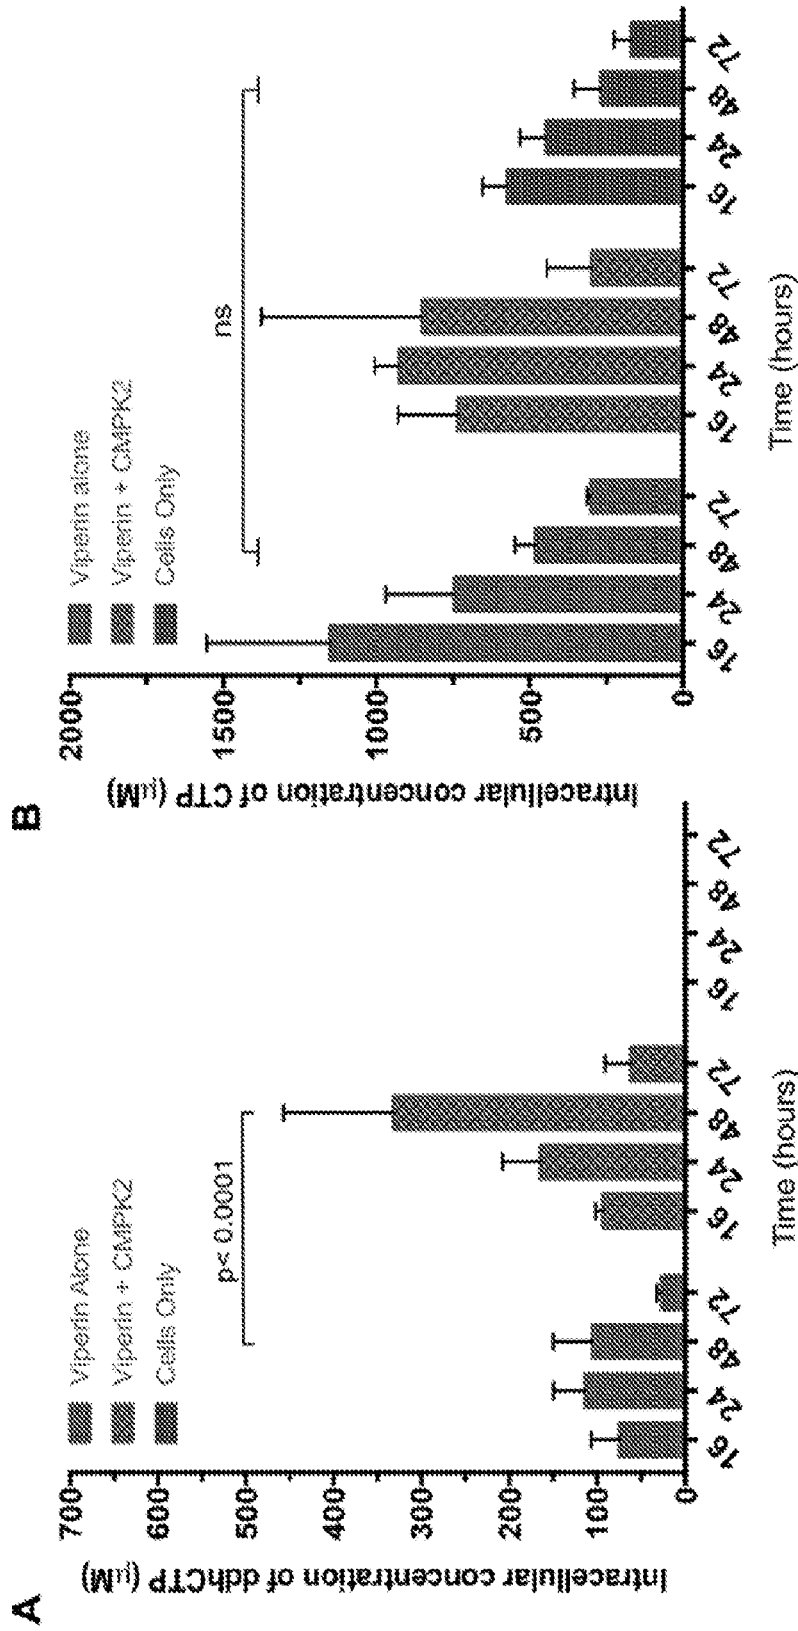 A
Intracellular concentration of ddhCTP (μM)
700
600
500
400
300
200
100
0
Viperin Alone
Viperin + CMPK2
Cells Only
p< 0.0001
16 24 48 72 16 24 48 72 16 24 48 72
Time (hours)
B
Intracellular concentration of CTP (μM)
2000
1500
1000
500
0
Viperin alone
Viperin + CMPK2
Cells Only
ns
16 24 48 72 16 24 48 72 16 24 48 72
Time (hours)